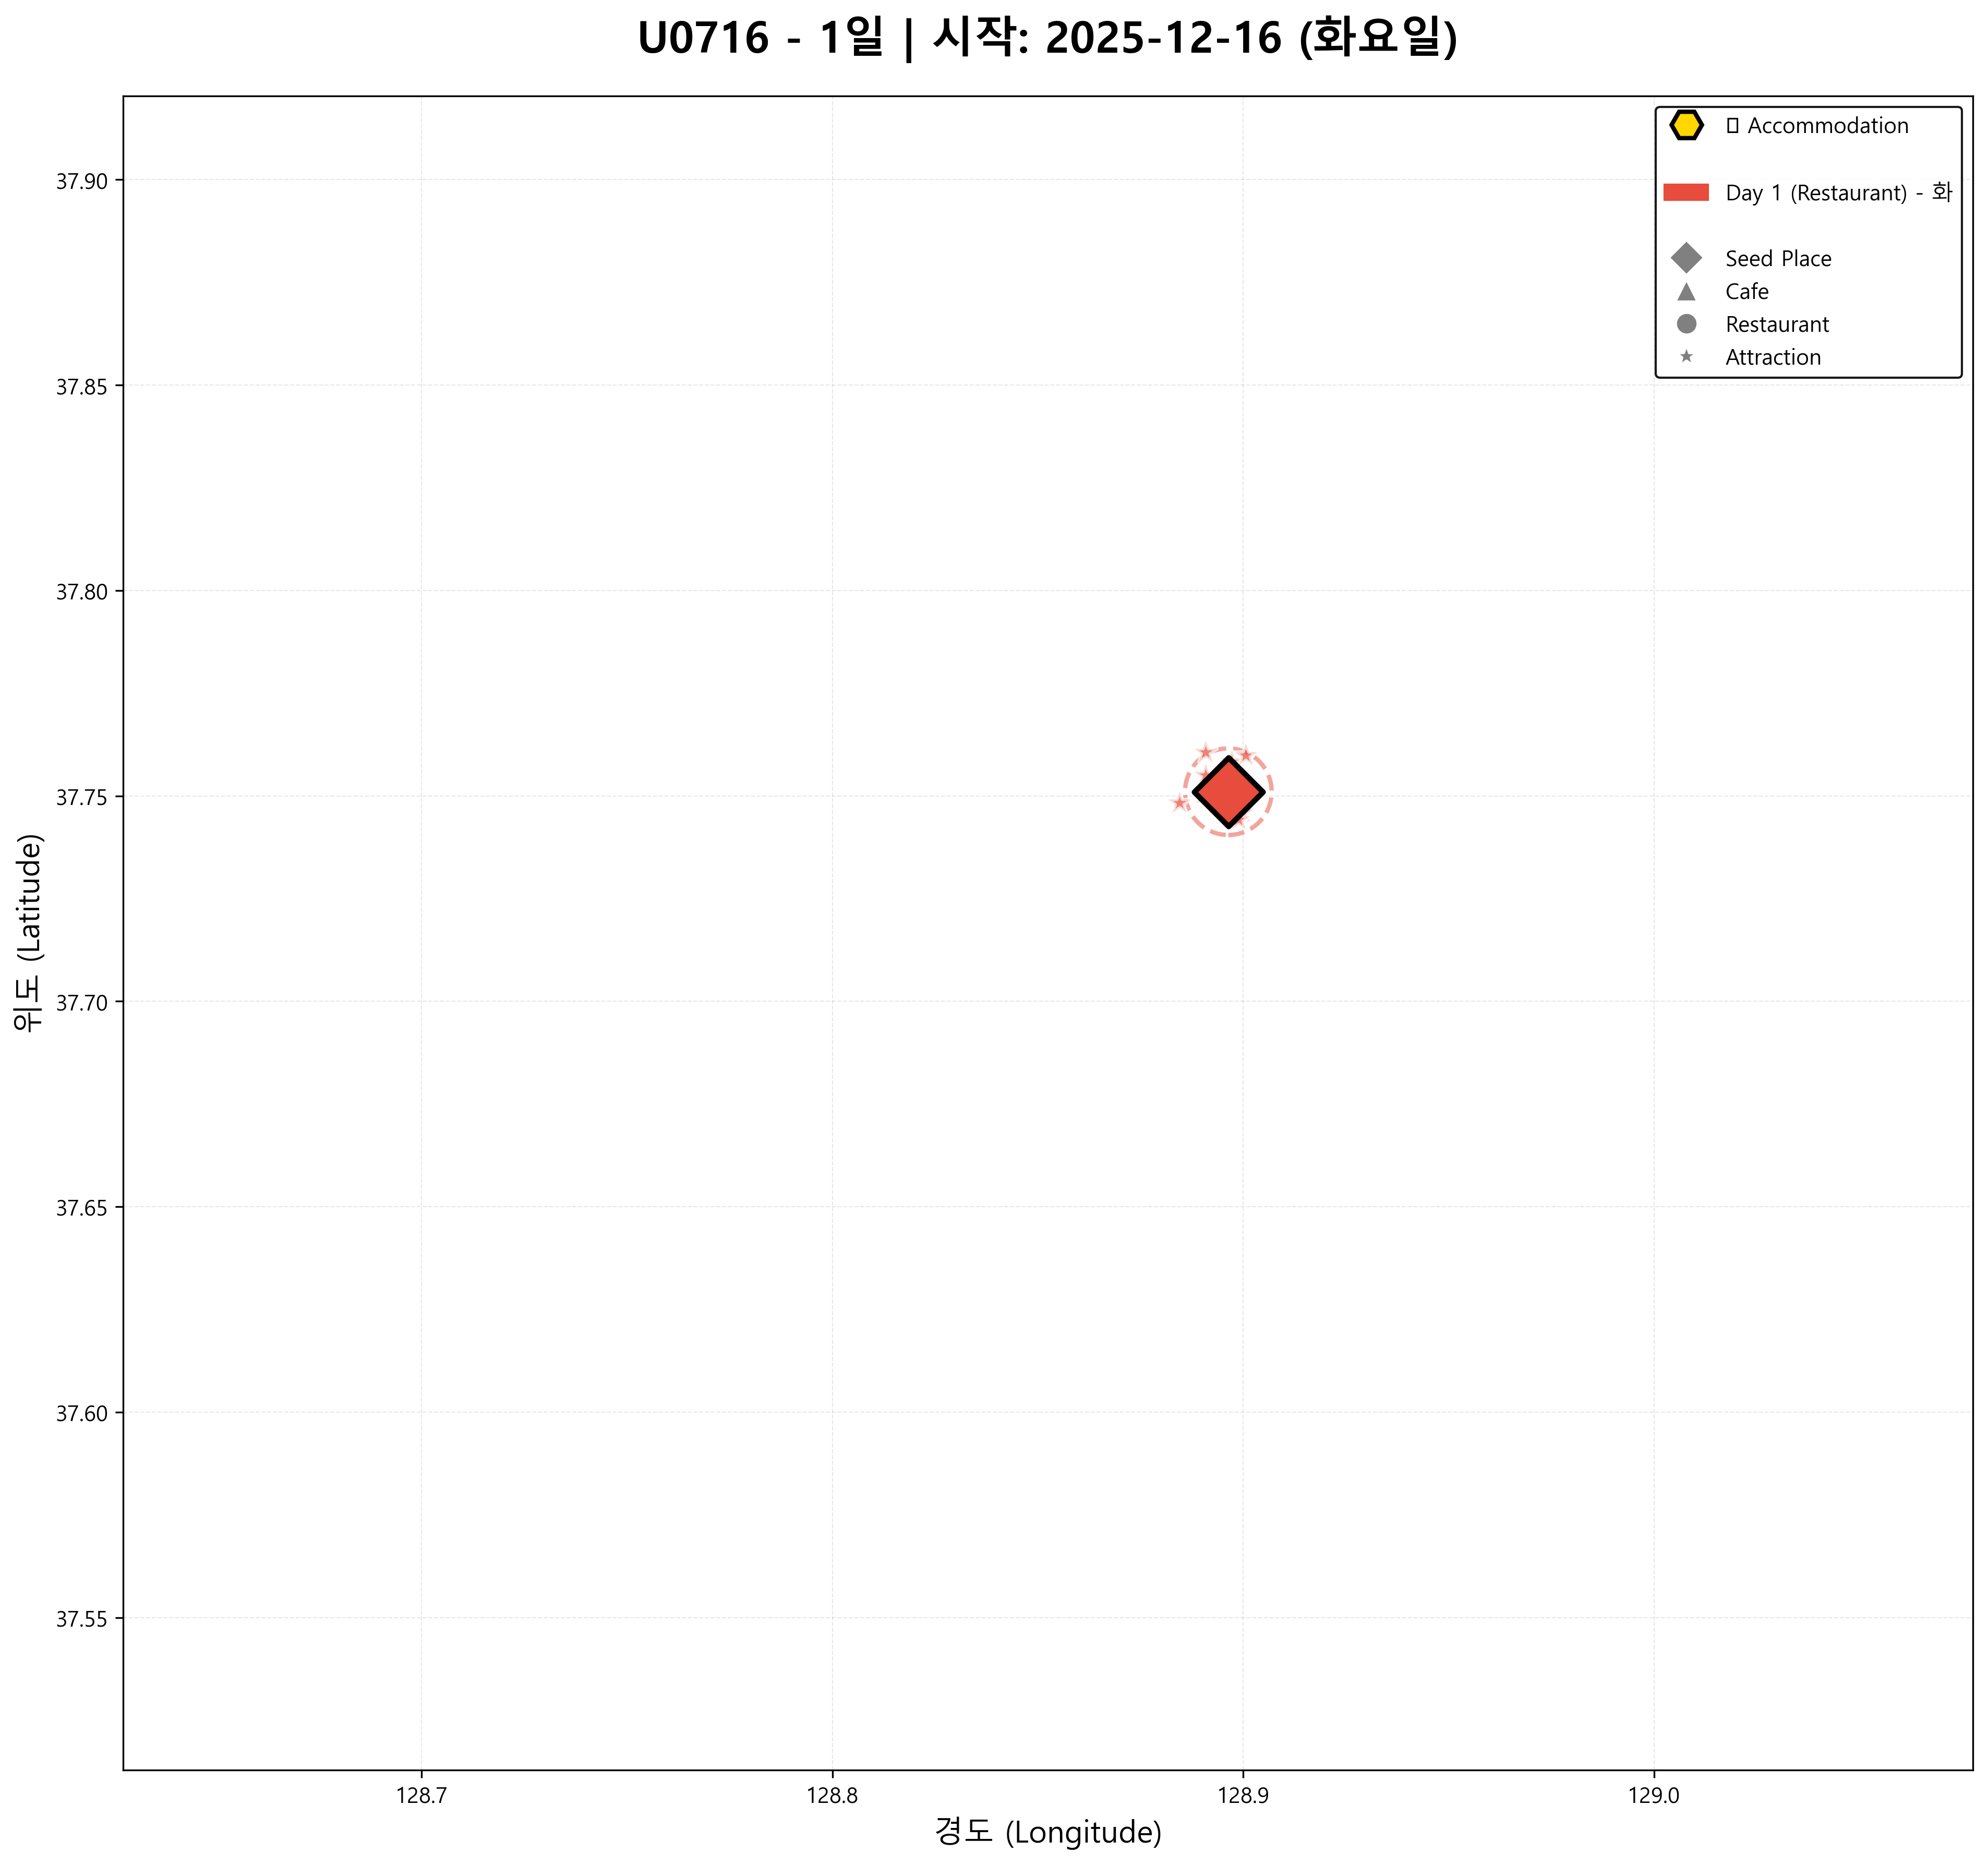 U0716 - 1일 | 시작: 2025-12-16 (화요일)
Accommodation
Day 1 (Restaurant) - 화
Seed Place
Cafe
Restaurant
Attraction
위도 (Latitude)
37.90
37.85
37.80
37.75
37.70
37.65
37.60
37.55
128.7
128.8
128.9
129.0
경도 (Longitude)